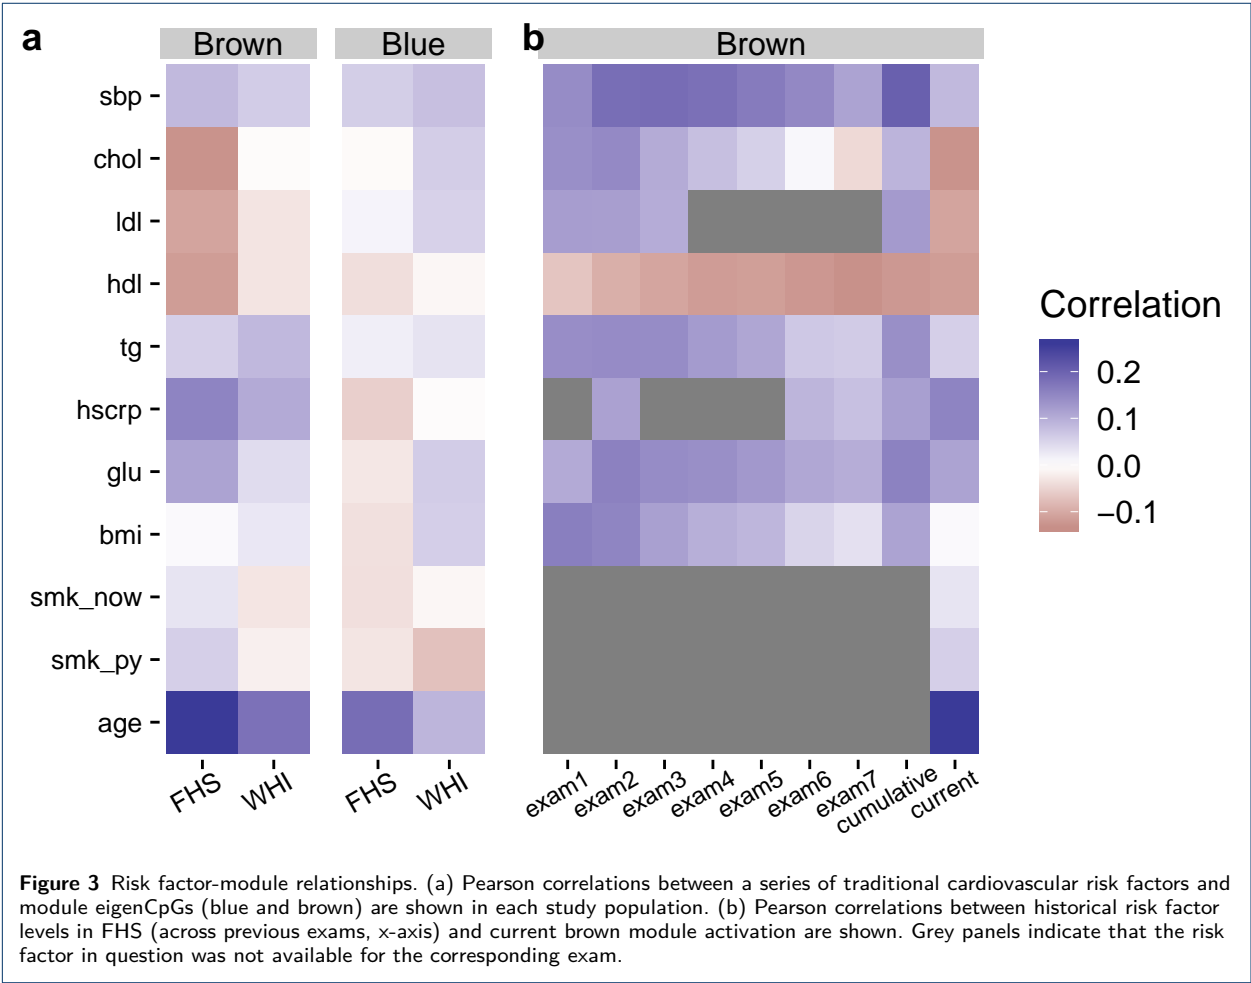 a
b
Brown
Blue
Brown
sbp
chol
ldl
hdl
tg
hscrp
glu
bmi
smk_now
smk_py
age
FHS
WHI
FHS
WHI
exam1
exam2
exam3
exam4
exam5
exam6
exam7
cumulative
current
Correlation
0.2
0.1
0.0
−0.1
Figure 3 Risk factor-module relationships. (a) Pearson correlations between a series of traditional cardiovascular risk factors and
module eigenCpGs (blue and brown) are shown in each study population. (b) Pearson correlations between historical risk factor
levels in FHS (across previous exams, x-axis) and current brown module activation are shown. Grey panels indicate that the risk
factor in question was not available for the corresponding exam.